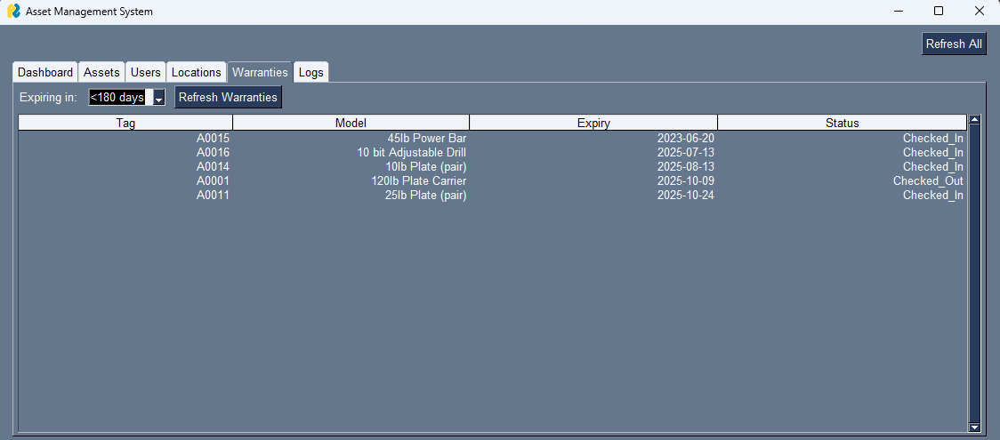 Asset Management System
Refresh All
Dashboard Assets Users Locations Warranties Logs
Expiring in: <180 days Refresh Warranties
Tag Model Expiry Status
A0015 45lb Power Bar 2023-06-20 Checked_In
A0016 10 bit Adjustable Drill 2025-07-13 Checked_In
A0014 10lb Plate (pair) 2025-08-13 Checked_In
A0001 120lb Plate Carrier 2025-10-09 Checked_Out
A0011 25lb Plate (pair) 2025-10-24 Checked_In